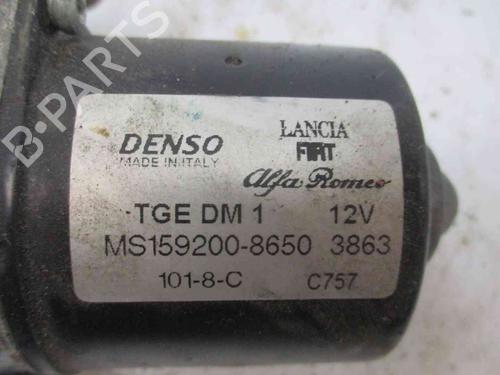 B-PARTS
DENSO
MADE IN ITALY
LANCIA
FIAT
Alfa Romeo
TGE DM 1 12V
MS159200-8650 3863
101-8-C C757